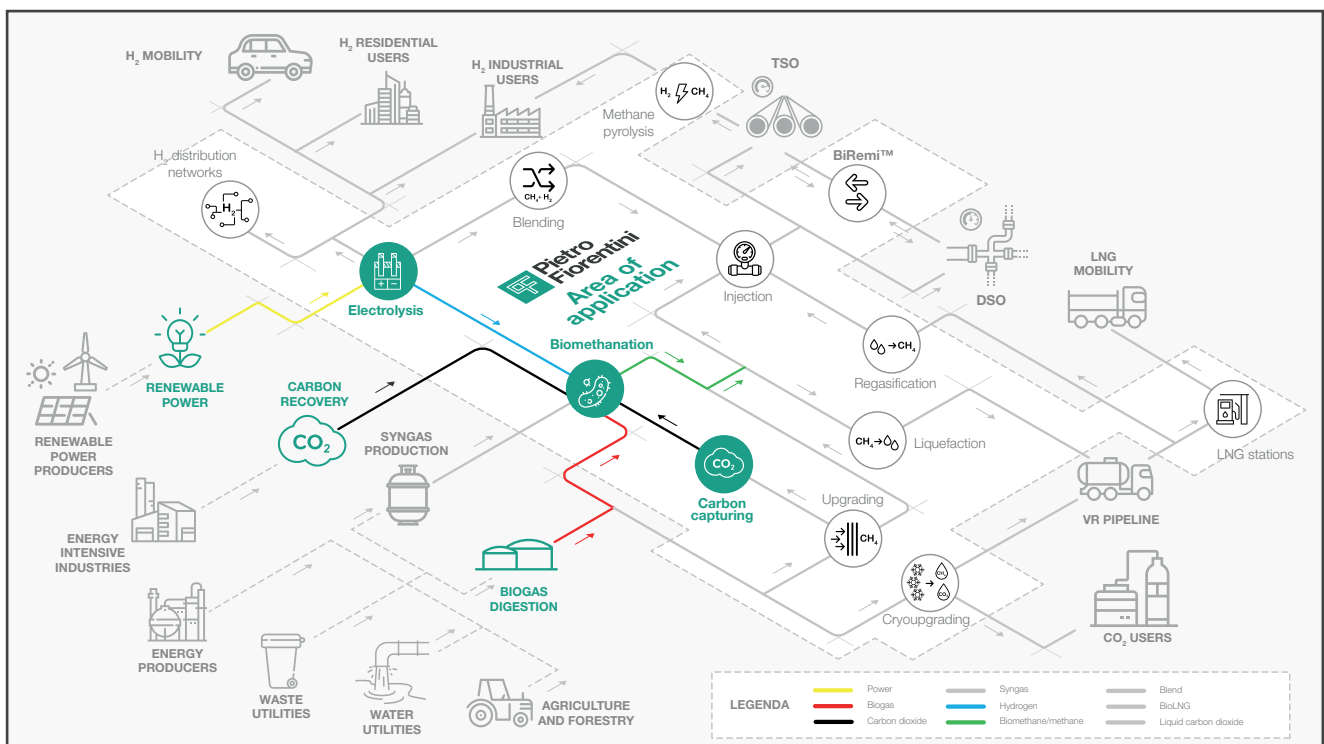 H₂ MOBILITY
H₂ RESIDENTIAL
USERS
H₂ INDUSTRIAL
USERS
H₂ ⚡ CH₄
Methane
pyrolysis
TSO
H₂ distribution
networks
H₂
CH₄+ H₂
Blending
BiRemi™
Pietro
Fiorentini
Area of
application
Injection
DSO
LNG
MOBILITY
+ −
Electrolysis
Biomethanation
→CH₄
Regasification
RENEWABLE
POWER
CARBON
RECOVERY
CO₂
RENEWABLE
POWER
PRODUCERS
SYNGAS
PRODUCTION
CO₂
Carbon
capturing
CH₄→
Liquefaction
LNG stations
Upgrading
CH₄
VR PIPELINE
ENERGY
INTENSIVE
INDUSTRIES
BIOGAS
DIGESTION
CH₄
CO₂
Cryoupgrading
CO₂ USERS
ENERGY
PRODUCERS
WASTE
UTILITIES
WATER
UTILITIES
AGRICULTURE
AND FORESTRY
LEGENDA
Power
Biogas
Carbon dioxide
Syngas
Hydrogen
Biomethane/methane
Blend
BioLNG
Liquid carbon dioxide